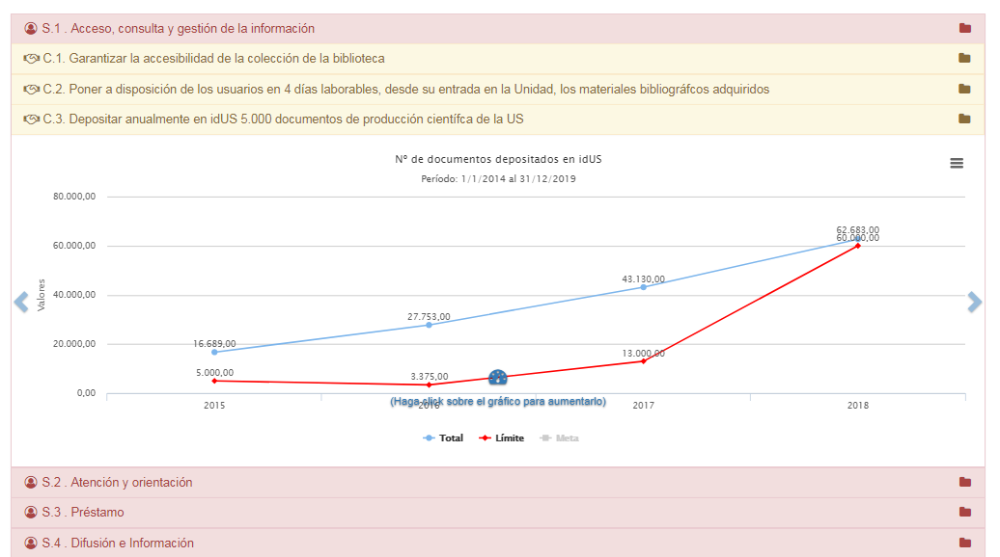 S.1 . Acceso, consulta y gestión de la información
C.1. Garantizar la accesibilidad de la colección de la biblioteca
C.2. Poner a disposición de los usuarios en 4 días laborables, desde su entrada en la Unidad, los materiales bibliográfcos adquiridos
C.3. Depositar anualmente en idUS 5.000 documentos de producción científca de la US
Nº de documentos depositados en idUS
Período: 1/1/2014 al 31/12/2019
Valores
80.000,00
60.000,00
40.000,00
20.000,00
0,00
16.689,00
27.753,00
43.130,00
62.683,00
5.000,00
3.375,00
13.000,00
60.000,00
(Haga click sobre el gráfico para aumentarlo)
2015
2016
2017
2018
Total
Límite
Meta
S.2 . Atención y orientación
S.3 . Préstamo
S.4 . Difusión e Información